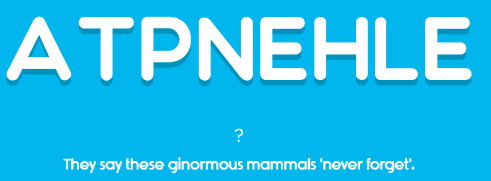 ATPNEHLE
?
They say these ginormous mammals 'never forget'.